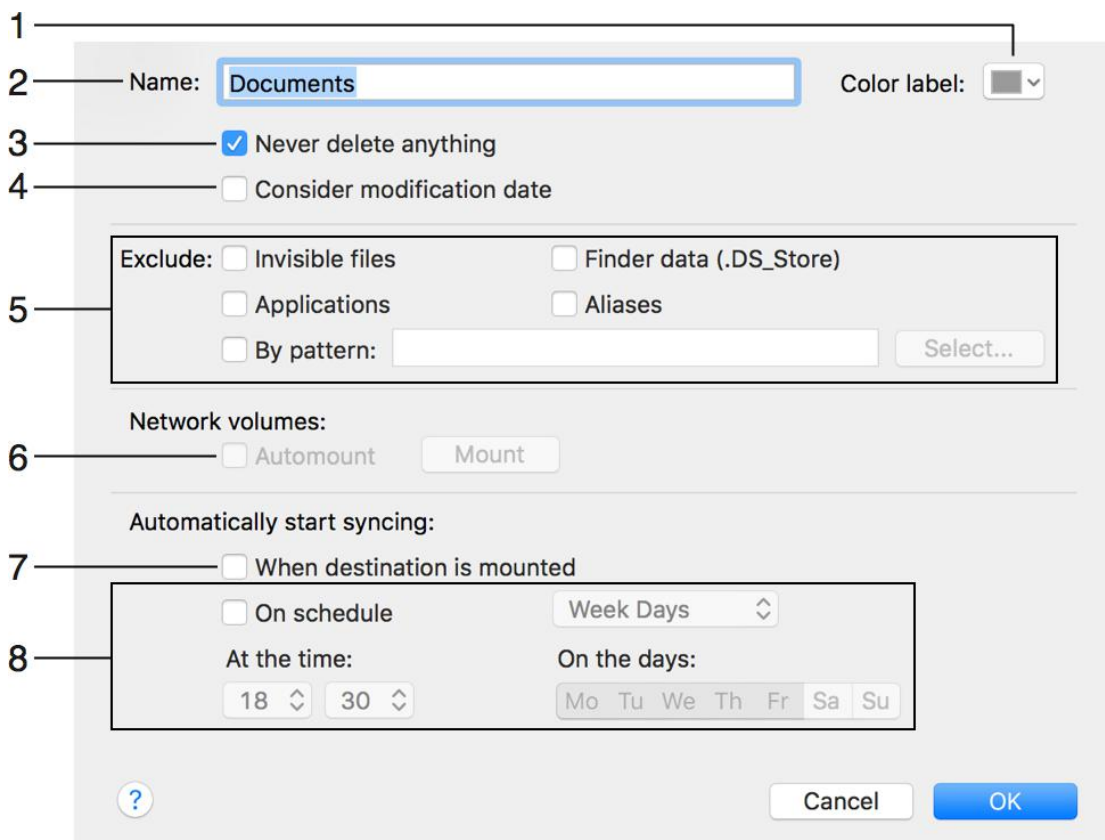 1
2 Name: Documents Color label:
3 Never delete anything
4 Consider modification date
Exclude: Invisible files Finder data (.DS_Store)
5 Applications Aliases
By pattern: Select...
Network volumes:
6 Automount Mount
Automatically start syncing:
7 When destination is mounted
On schedule Week Days
8 At the time: On the days:
18 30 Mo Tu We Th Fr Sa Su
? Cancel OK